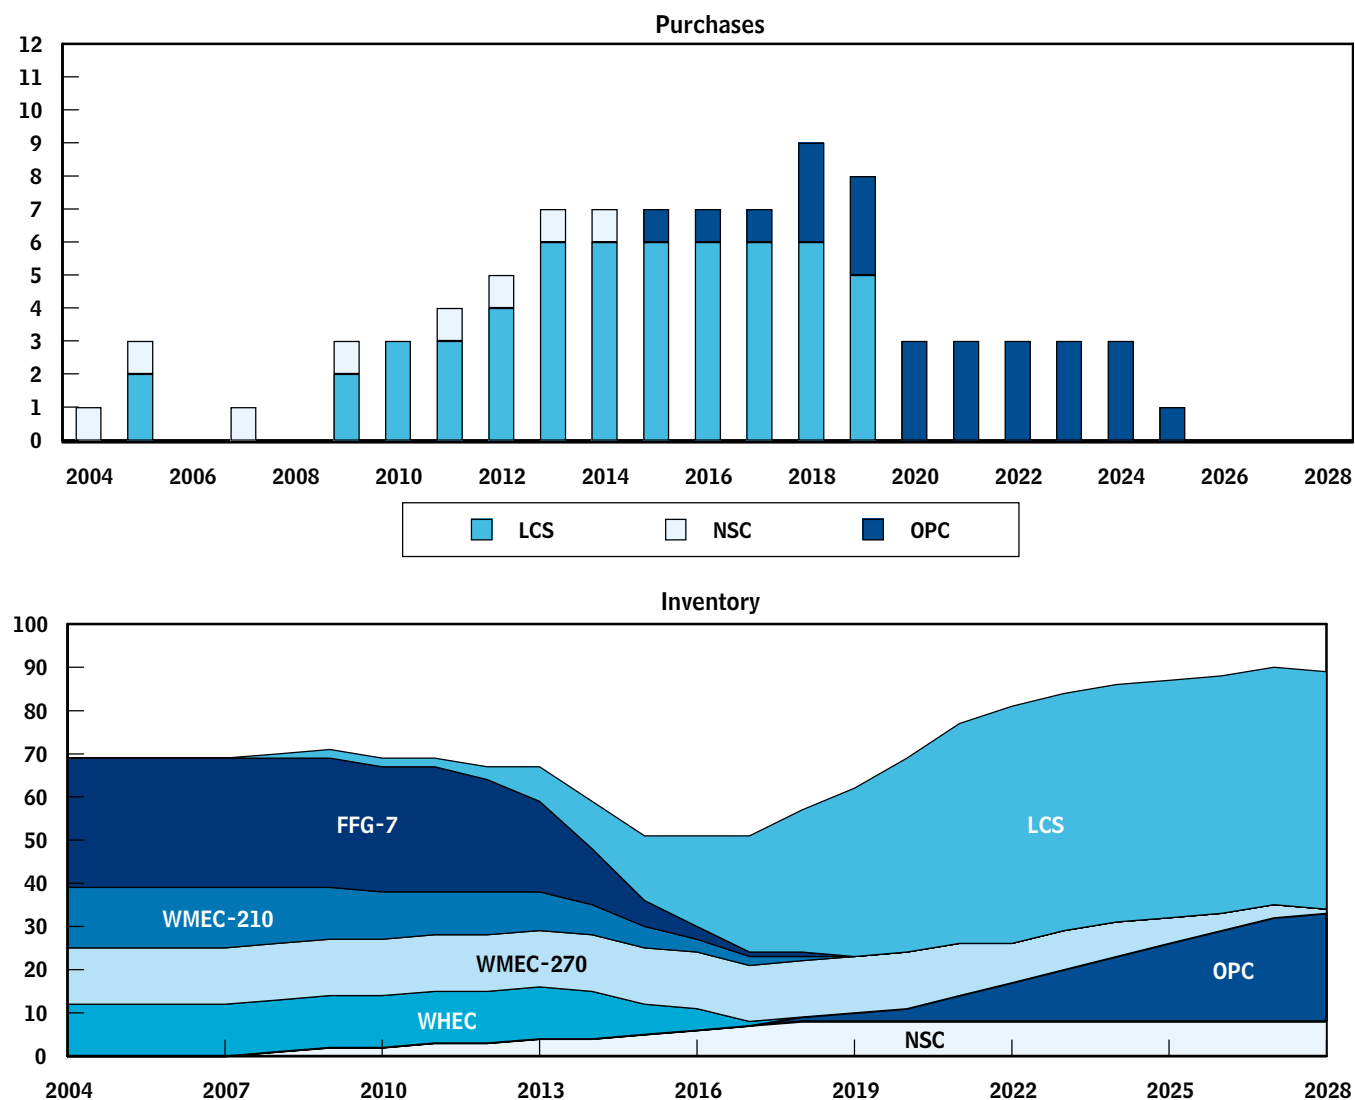 Purchases
12
11
10
9
8
7
6
5
4
3
2
1
0
2004 2006 2008 2010 2012 2014 2016 2018 2020 2022 2024 2026 2028
LCS NSC OPC
Inventory
100
90
80
70
60
50
40
30
20
10
0
FFG-7
LCS
WMEC-210
WMEC-270
OPC
WHEC
NSC
2004 2007 2010 2013 2016 2019 2022 2025 2028